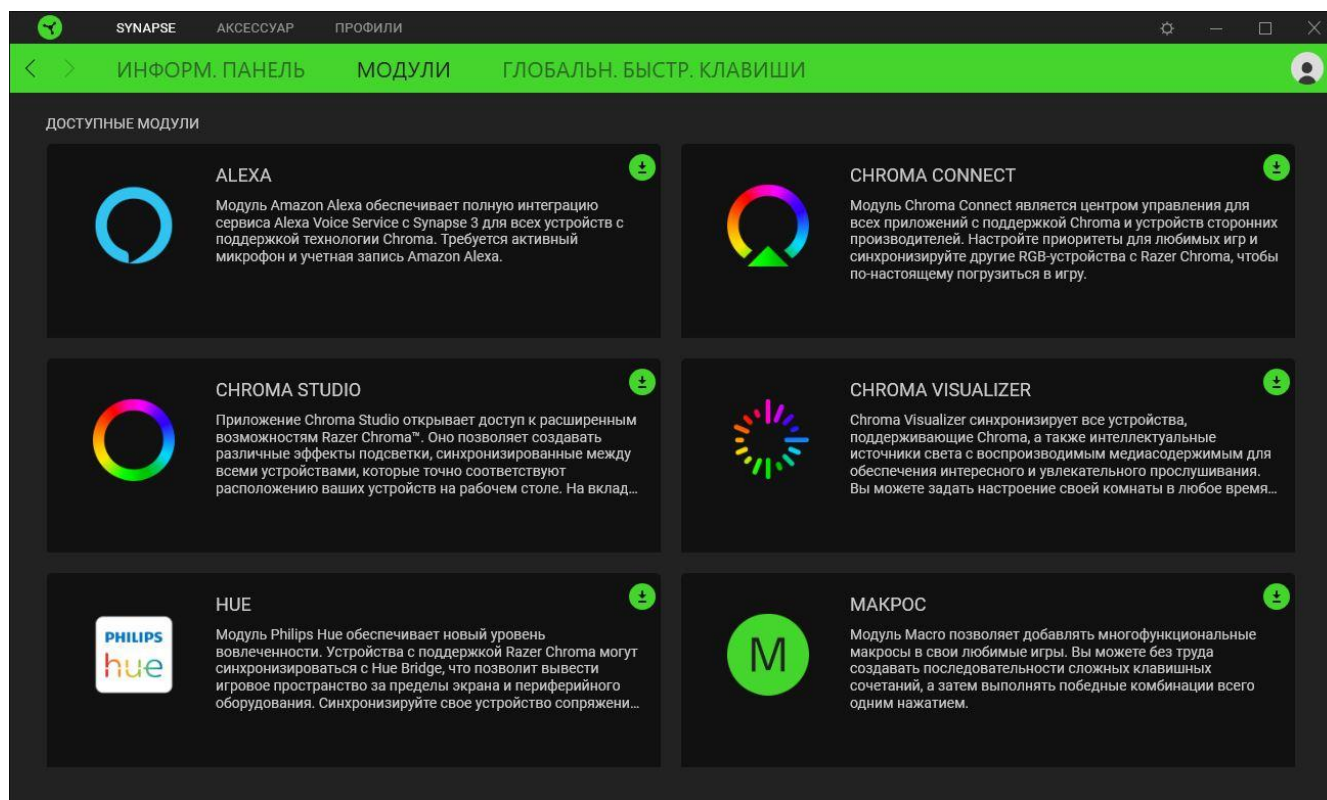 SYNAPSE АКСЕССУАР ПРОФИЛИ
ИНФОРМ. ПАНЕЛЬ МОДУЛИ ГЛОБАЛЬН. БЫСТР. КЛАВИШИ
ДОСТУПНЫЕ МОДУЛИ
ALEXA
Модуль Amazon Alexa обеспечивает полную интеграцию
сервиса Alexa Voice Service с Synapse 3 для всех устройств с
поддержкой технологии Chroma. Требуется активный
микрофон и учетная запись Amazon Alexa.
CHROMA CONNECT
Модуль Chroma Connect является центром управления для
всех приложений с поддержкой Chroma и устройств сторонних
производителей. Настройте приоритеты для любимых игр и
синхронизируйте другие RGB-устройства с Razer Chroma, чтобы
по-настоящему погрузиться в игру.
CHROMA STUDIO
Приложение Chroma Studio открывает доступ к расширенным
возможностям Razer Chroma™. Оно позволяет создавать
различные эффекты подсветки, синхронизированные между
всеми устройствами, которые точно соответствуют
расположению ваших устройств на рабочем столе. На вклад...
CHROMA VISUALIZER
Chroma Visualizer синхронизирует все устройства,
поддерживающие Chroma, а также интеллектуальные
источники света с воспроизводимым медиасодержимым для
обеспечения интересного и увлекательного прослушивания.
Вы можете задать настроение своей комнаты в любое время...
PHILIPS
hue
HUE
Модуль Philips Hue обеспечивает новый уровень
вовлеченности. Устройства с поддержкой Razer Chroma могут
синхронизироваться с Hue Bridge, что позволит вывести
игровое пространство за пределы экрана и периферийного
оборудования. Синхронизируйте свое устройство сопряжени...
M
МАКРОС
Модуль Macro позволяет добавлять многофункциональные
макросы в свои любимые игры. Вы можете без труда
создавать последовательности сложных клавишных
сочетаний, а затем выполнять победные комбинации всего
одним нажатием.